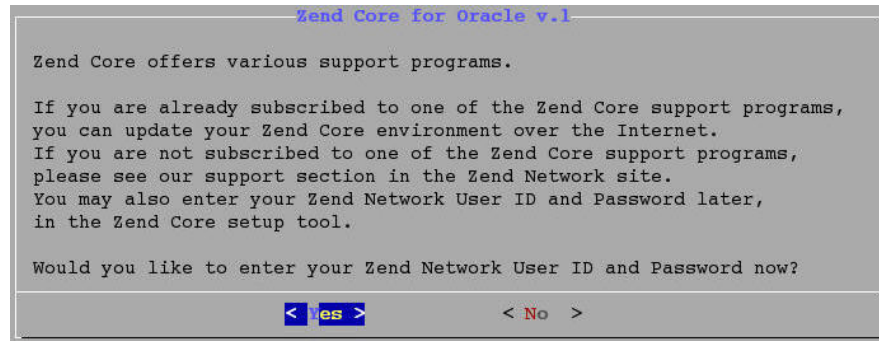 Zend Core for Oracle v.1
Zend Core offers various support programs.
If you are already subscribed to one of the Zend Core support programs,
you can update your Zend Core environment over the Internet.
If you are not subscribed to one of the Zend Core support programs,
please see our support section in the Zend Network site.
You may also enter your Zend Network User ID and Password later,
in the Zend Core setup tool.
Would you like to enter your Zend Network User ID and Password now?
< Yes > < No >